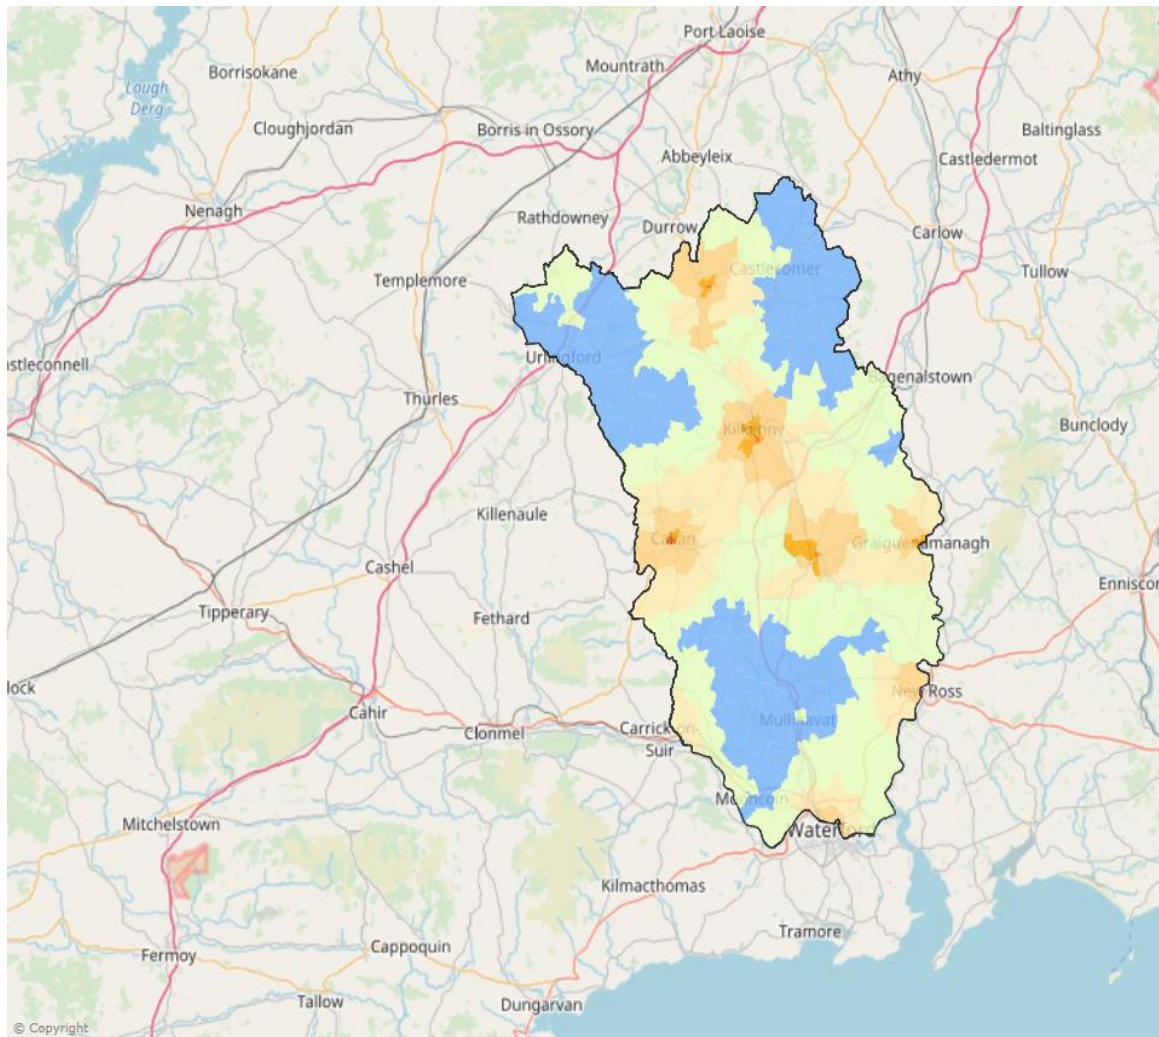 Port Laoise
Mountrath
Borrisokane
Athy
Lough
Derg
Cloughjordan
Borris in Ossory
Baltinglass
Abbeyleix
Castledermot
Nenagh
Rathdowney
Durrow
Carlow
Castlecomer
Tullow
Templemore
Urlingford
stleconnell
Bagenalstown
Thurles
Kilkenny
Bunclody
Killenaule
Callan
Graiguenamanagh
Cashel
Enniscor
Tipperary
Fethard
lock
New Ross
Cahir
Mullinavat
Clonmel
Carrick-on-
Suir
Mooncoin
Mitchelstown
Waterford
Kilmacthomas
Tramore
Cappoquin
Fermoy
Tallow
Dungarvan
© Copyright